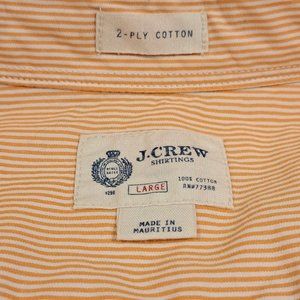 2-PLY COTTON
J.CREW
SHIRTINGS
LARGE
100% COTTON
RN#77388
MADE IN
MAURITIUS